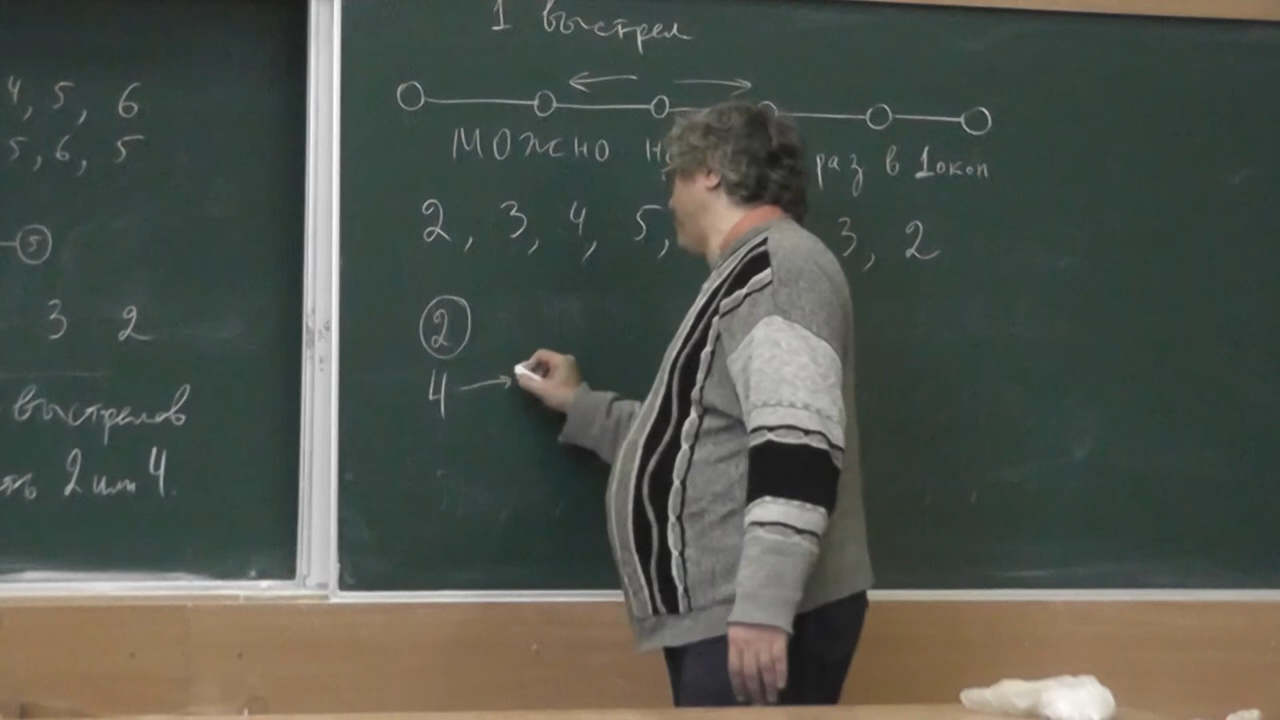 4, 5, 6
5, 6, 5
5
3 2
выстрелов
2 или 4.
1 выстрел
можно раз в 1 окоп
2, 3, 4, 5, 3, 2
2
4 →